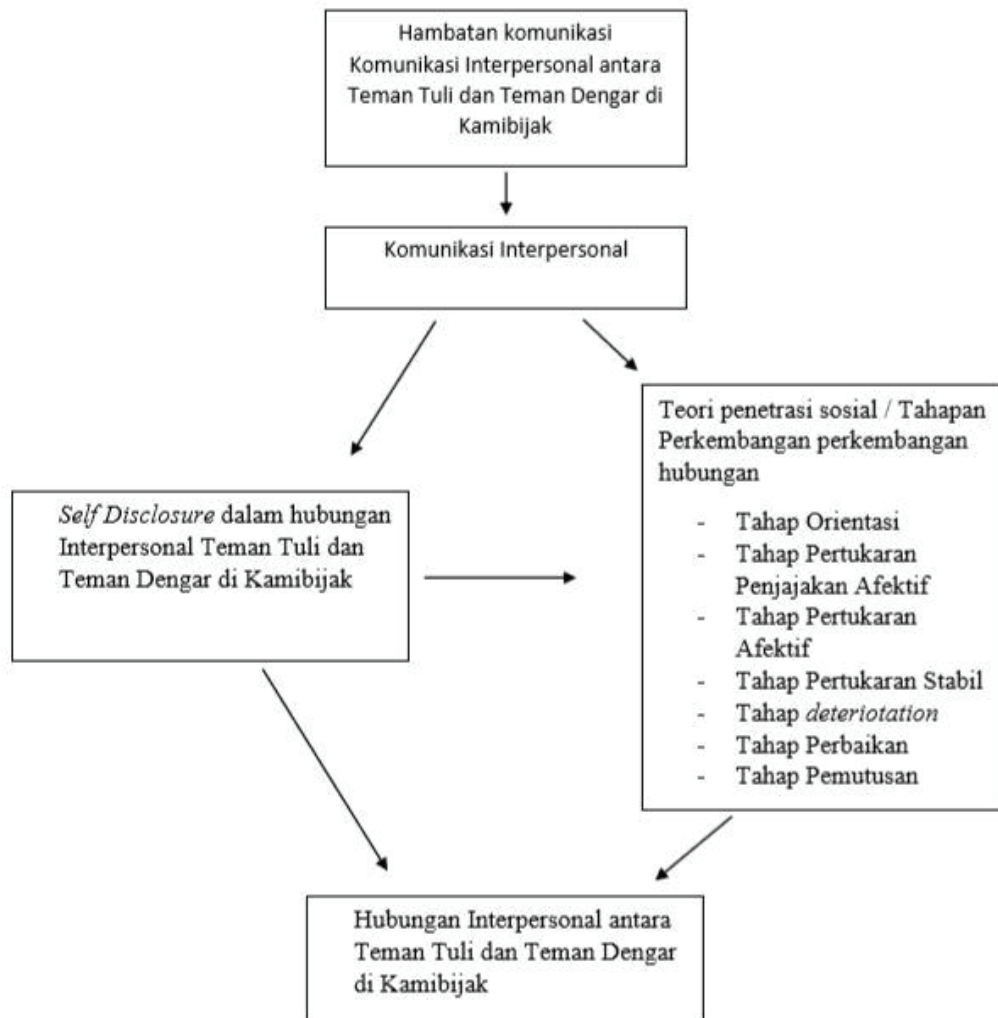 Hambatan komunikasi
Komunikasi Interpersonal antara
Teman Tuli dan Teman Dengar di
Kamibijak
Komunikasi Interpersonal
Teori penetrasi sosial / Tahapan
Perkembangan perkembangan
hubungan
- Tahap Orientasi
- Tahap Pertukaran
Penjajakan Afektif
- Tahap Pertukaran
Afektif
- Tahap Pertukaran Stabil
- Tahap deteriotation
- Tahap Perbaikan
- Tahap Pemutusan
Self Disclosure dalam hubungan
Interpersonal Teman Tuli dan
Teman Dengar di Kamibijak
Hubungan Interpersonal antara
Teman Tuli dan Teman Dengar
di Kamibijak